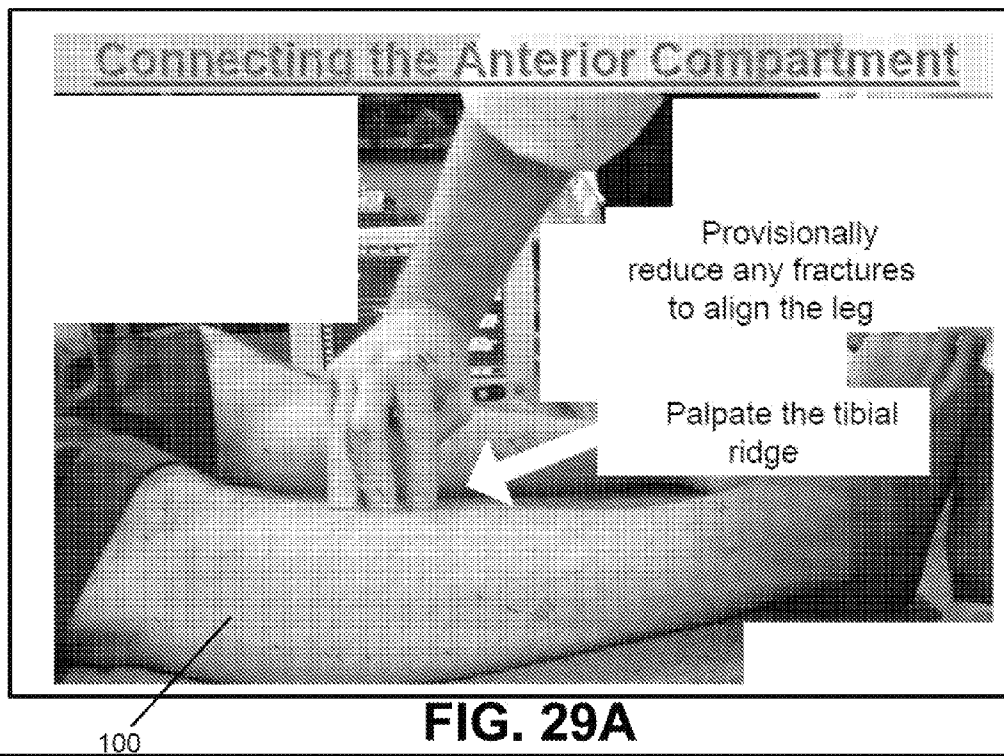 Connecting the Anterior Compartment
Provisionally
reduce any fractures
to align the leg
Palpate the tibial
ridge
100
FIG. 29A